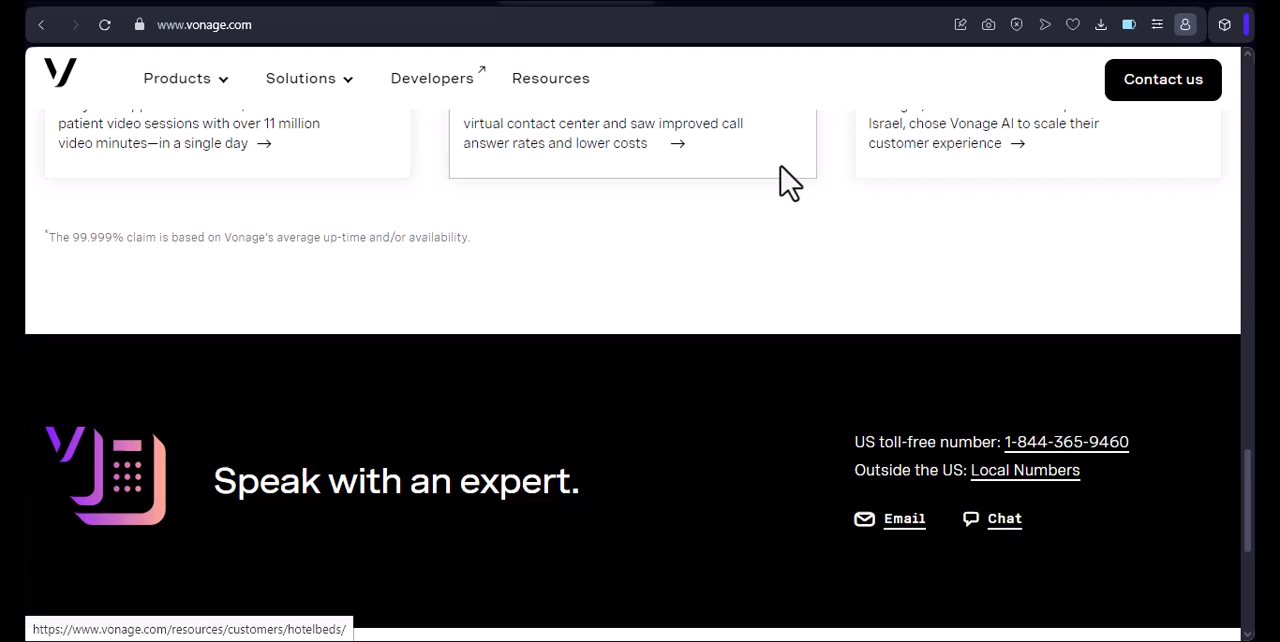 www.vonage.com
Products
Solutions
Developers
Resources
Contact us
patient video sessions with over 11 million
video minutes—in a single day →
virtual contact center and saw improved call
answer rates and lower costs →
Israel, chose Vonage AI to scale their
customer experience →
*The 99.999% claim is based on Vonage's average up-time and/or availability.
Speak with an expert.
US toll-free number: 1-844-365-9460
Outside the US: Local Numbers
Email
Chat
https://www.vonage.com/resources/customers/hotelbeds/